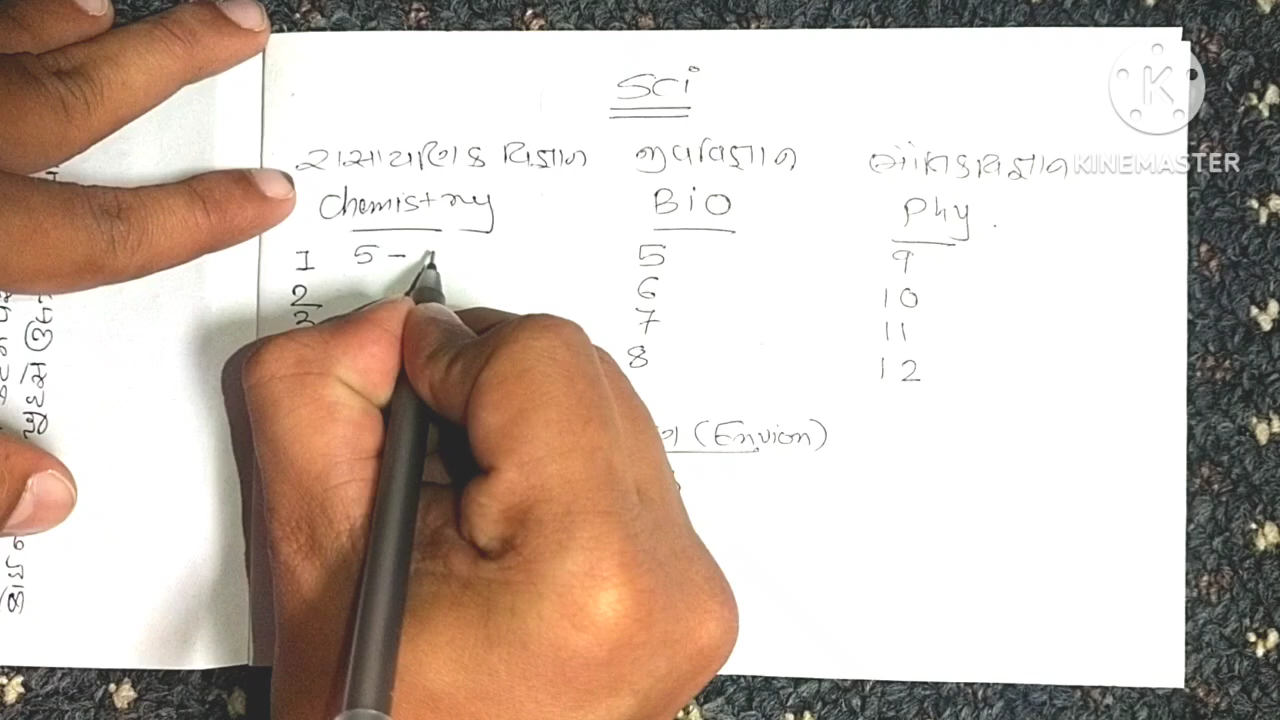 SCi
રાસાયણિક વિજ્ઞાન જીવવિજ્ઞાન ભૌતિકવિજ્ઞાન
Chemistry BiO Phy.
1 5 - 5 9
2 6 10
3 7 11
8 12
(Envion)
K
KINEMASTER